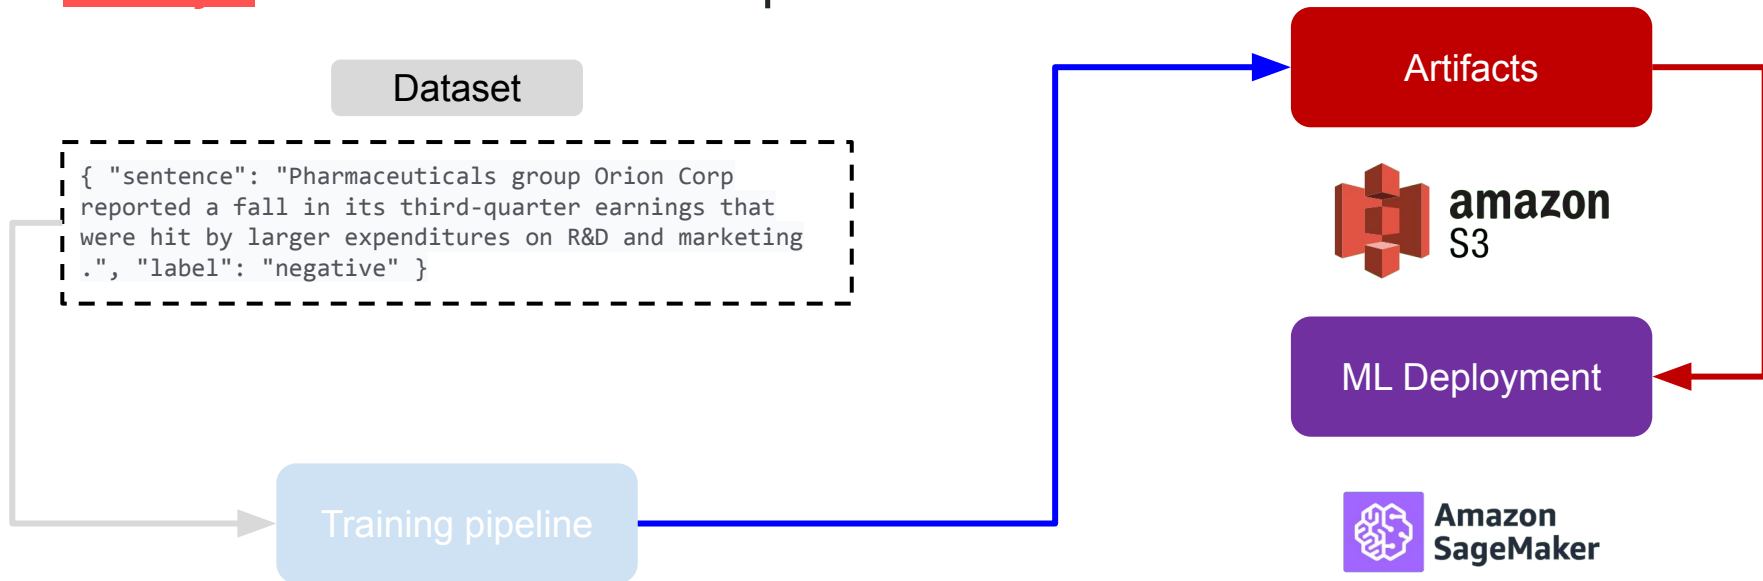 Dataset
{ "sentence": "Pharmaceuticals group Orion Corp
reported a fall in its third-quarter earnings that
were hit by larger expenditures on R&D and marketing
.", "label": "negative" }
Training pipeline
Artifacts
amazon
S3
ML Deployment
Amazon
SageMaker